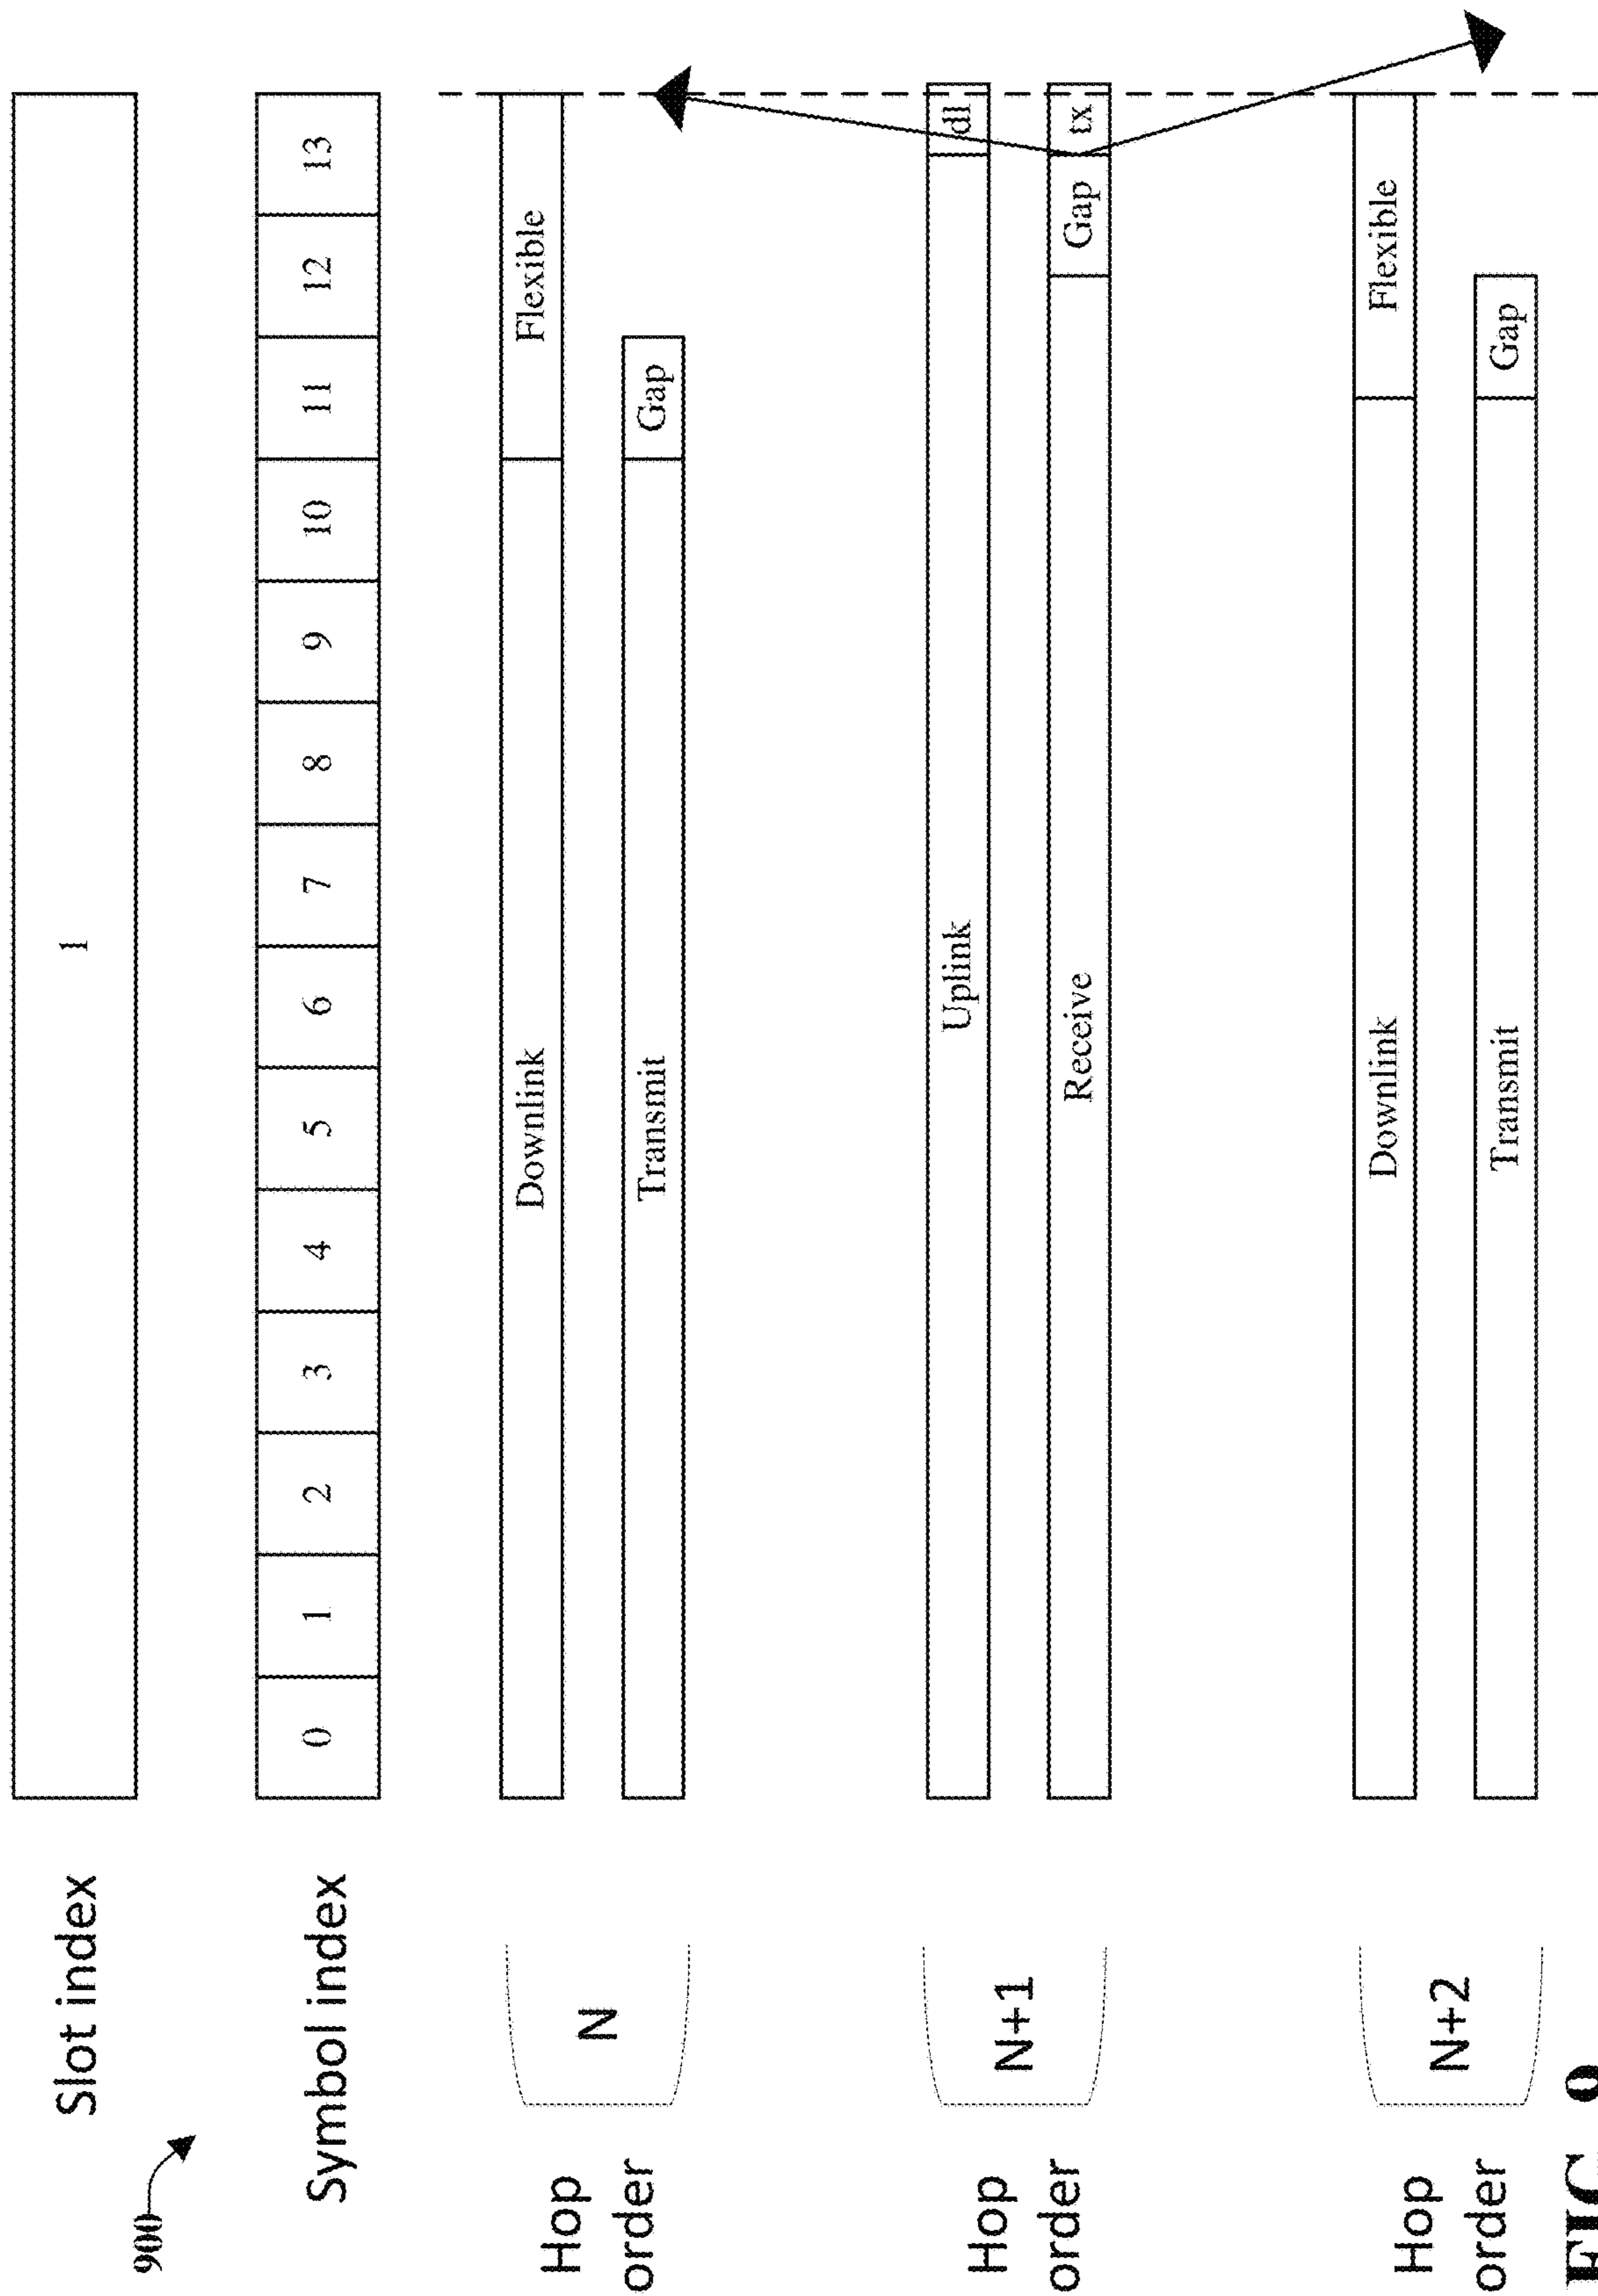 900
Slot index
1
Symbol index
0 1 2 3 4 5 6 7 8 9 10 11 12 13
Hop
order
N
Downlink Flexible
Transmit Gap
Hop
order
N+1
Uplink dl
Receive Gap tx
Hop
order
N+2
Downlink Flexible
Transmit Gap
FIG. 9